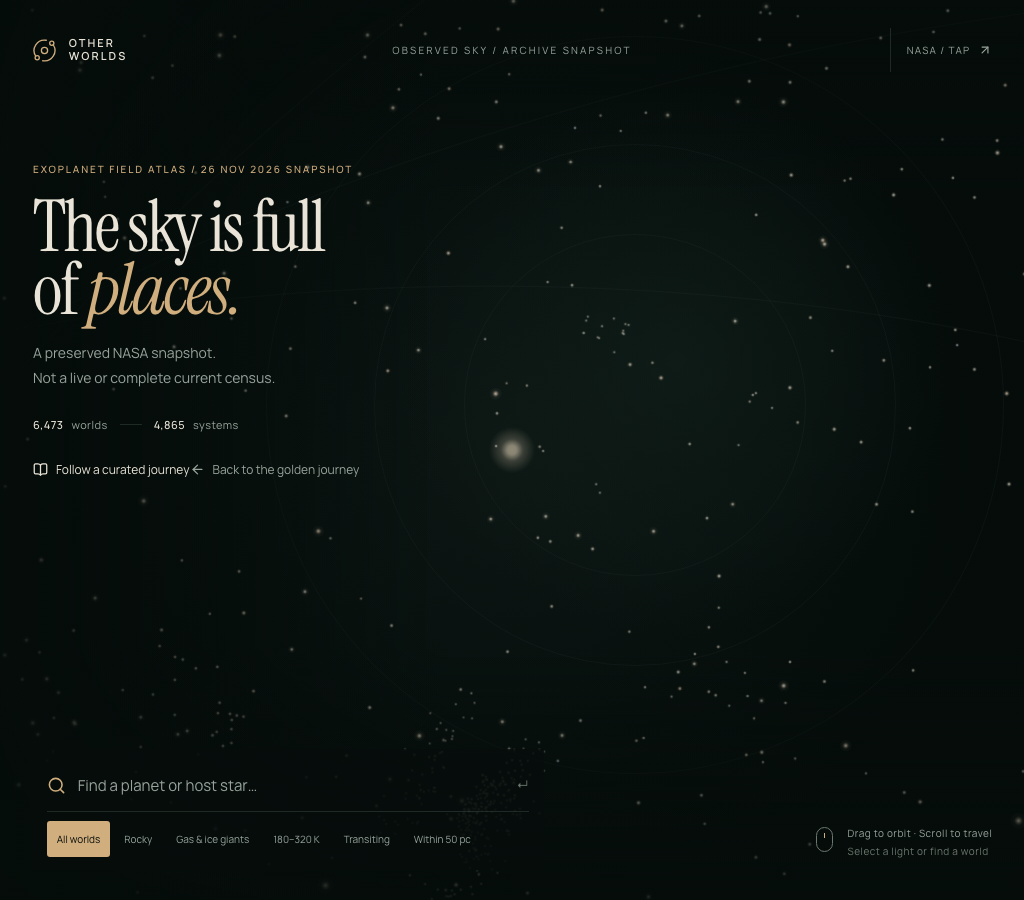 OTHER
WORLDS
OBSERVED SKY / ARCHIVE SNAPSHOT
NASA / TAP
EXOPLANET FIELD ATLAS / 26 NOV 2026 SNAPSHOT
The sky is full
of places.
A preserved NASA snapshot.
Not a live or complete current census.
6,473 worlds — 4,865 systems
Follow a curated journey ← Back to the golden journey
Find a planet or host star...
All worlds Rocky Gas & ice giants 180–320 K Transiting Within 50 pc
Drag to orbit · Scroll to travel
Select a light or find a world